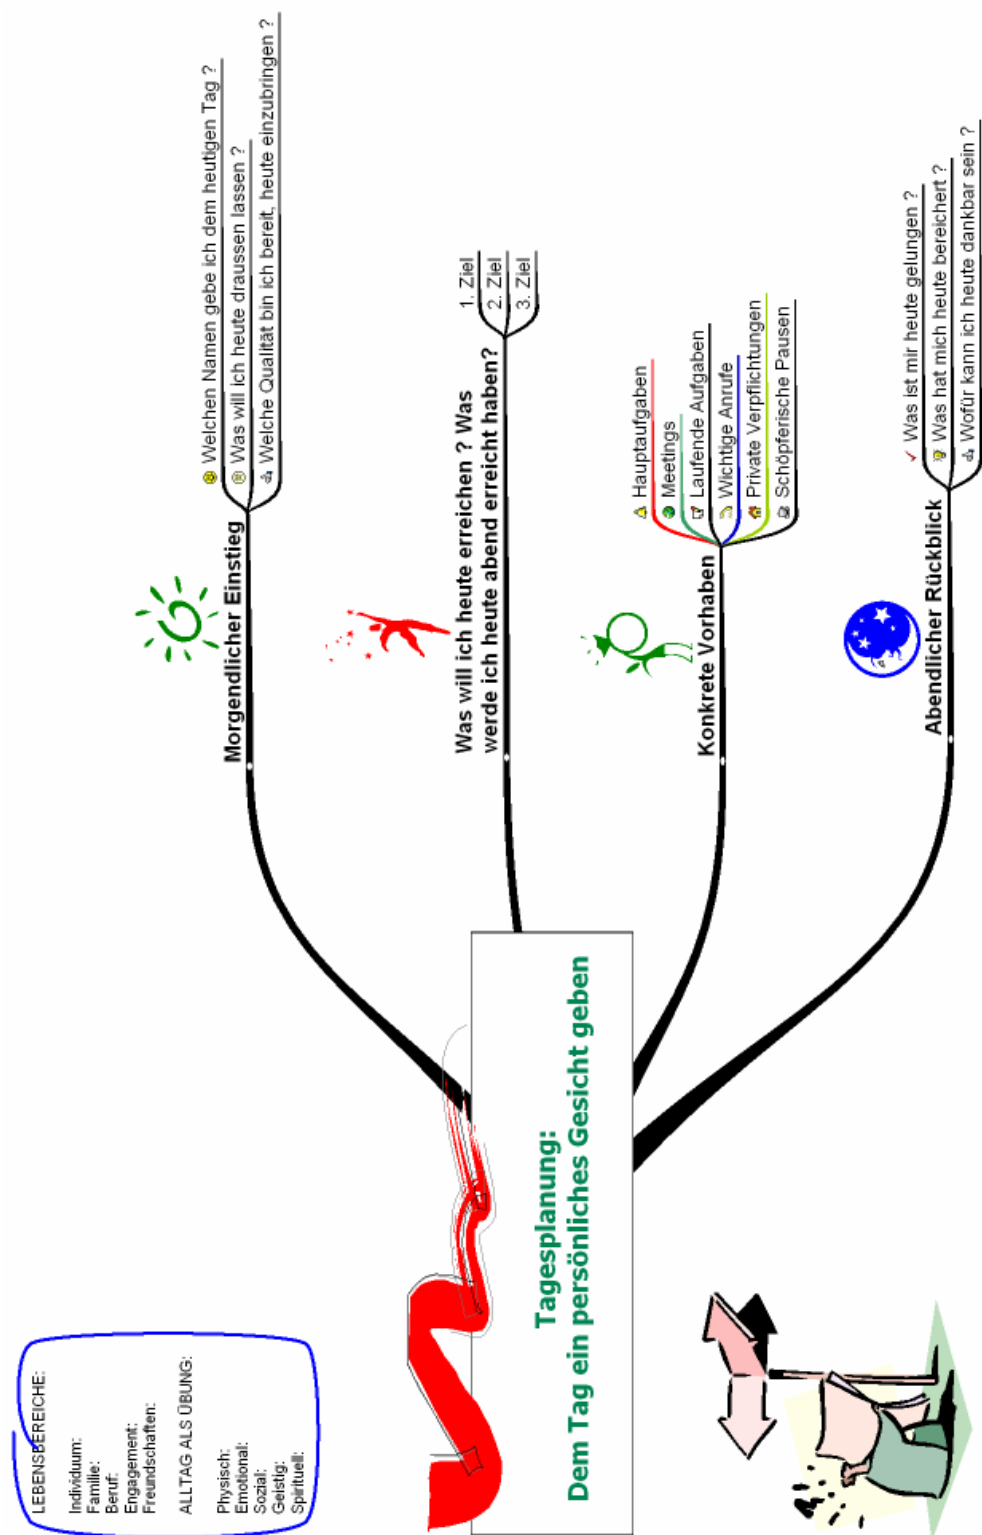 LEBENSBEREICHE:
Individuum:
Familie:
Beruf:
Engagement:
Freundschaften:
ALLTAG ALS ÜBUNG:
Physisch:
Emotional:
Sozial:
Geistig:
Spirituell:
Tagesplanung:
Dem Tag ein persönliches Gesicht geben
Morgendlicher Einstieg
Welchen Namen gebe ich dem heutigen Tag ?
Was will ich heute draussen lassen ?
Welche Qualität bin ich bereit, heute einzubringen ?
Was will ich heute erreichen ? Was
werde ich heute abend erreicht haben?
1. Ziel
2. Ziel
3. Ziel
Konkrete Vorhaben
Hauptaufgaben
Meetings
Laufende Aufgaben
Wichtige Anrufe
Private Verpflichtungen
Schöpferische Pausen
Abendlicher Rückblick
Was ist mir heute gelungen ?
Was hat mich heute bereichert ?
Wofür kann ich heute dankbar sein ?